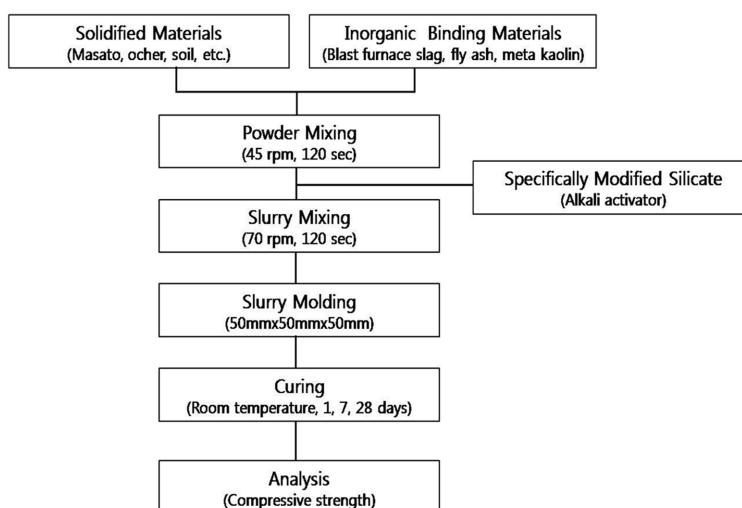 Solidified Materials
(Masato, ocher, soil, etc.)
Inorganic Binding Materials
(Blast furnace slag, fly ash, meta kaolin)
Powder Mixing
(45 rpm, 120 sec)
Specifically Modified Silicate
(Alkali activator)
Slurry Mixing
(70 rpm, 120 sec)
Slurry Molding
(50mmx50mmx50mm)
Curing
(Room temperature, 1, 7, 28 days)
Analysis
(Compressive strength)